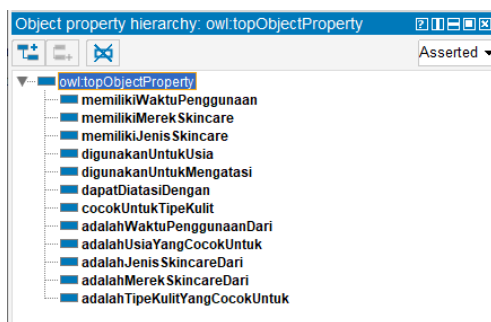 Object property hierarchy: owl:topObjectProperty
Asserted
owl:topObjectProperty
memilikiWaktuPenggunaan
memilikiMerekSkincare
memilikiJenisSkincare
digunakanUntukUsia
digunakanUntukMengatasi
dapatDiatasiDengan
cocokUntukTipeKulit
adalahWaktuPenggunaanDari
adalahUsiaYangCocokUntuk
adalahJenisSkincareDari
adalahMerekSkincareDari
adalahTipeKulitYangCocokUntuk